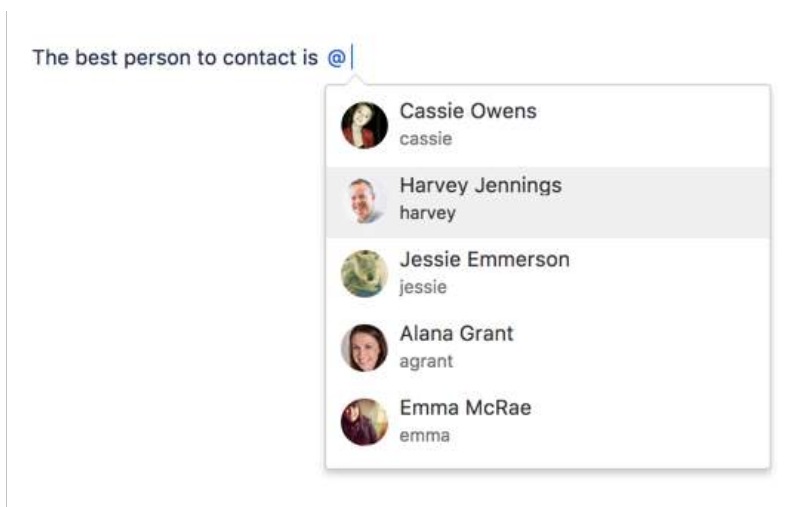 The best person to contact is @
Cassie Owens
cassie
Harvey Jennings
harvey
Jessie Emmerson
jessie
Alana Grant
agrant
Emma McRae
emma